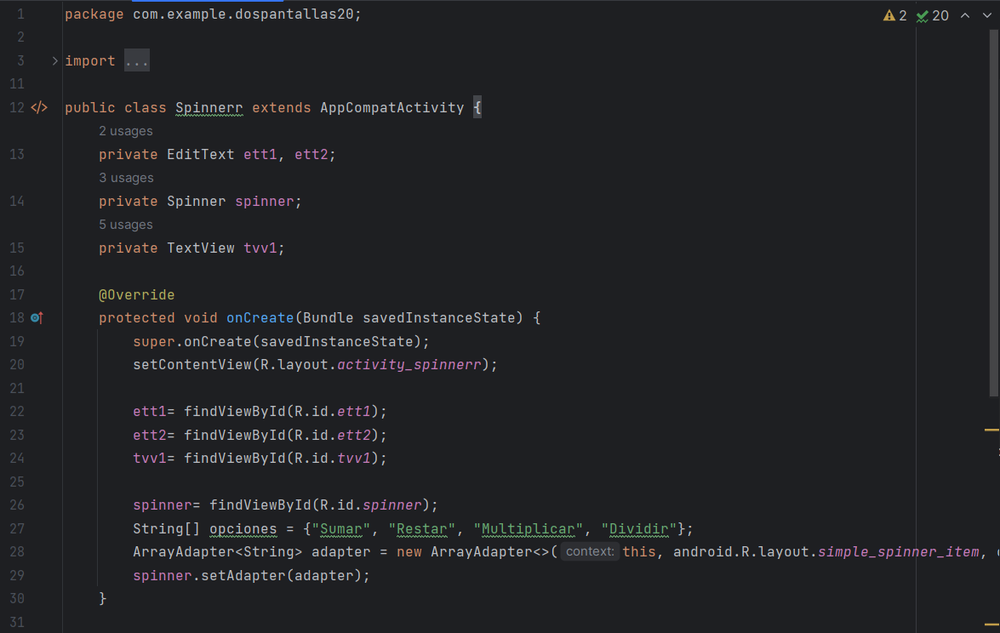 1 package com.example.dospantallas20; 2 20
2
3 import ...
11
12 public class Spinnerr extends AppCompatActivity {
2 usages
13 private EditText ett1, ett2;
3 usages
14 private Spinner spinner;
5 usages
15 private TextView tvv1;
16
17 @Override
18 protected void onCreate(Bundle savedInstanceState) {
19 super.onCreate(savedInstanceState);
20 setContentView(R.layout.activity_spinnerr);
21
22 ett1= findViewById(R.id.ett1);
23 ett2= findViewById(R.id.ett2);
24 tvv1= findViewById(R.id.tvv1);
25
26 spinner= findViewById(R.id.spinner);
27 String[] opciones = {"Sumar", "Restar", "Multiplicar", "Dividir"};
28 ArrayAdapter<String> adapter = new ArrayAdapter<>( context: this, android.R.layout.simple_spinner_item,
29 spinner.setAdapter(adapter);
30 }
31